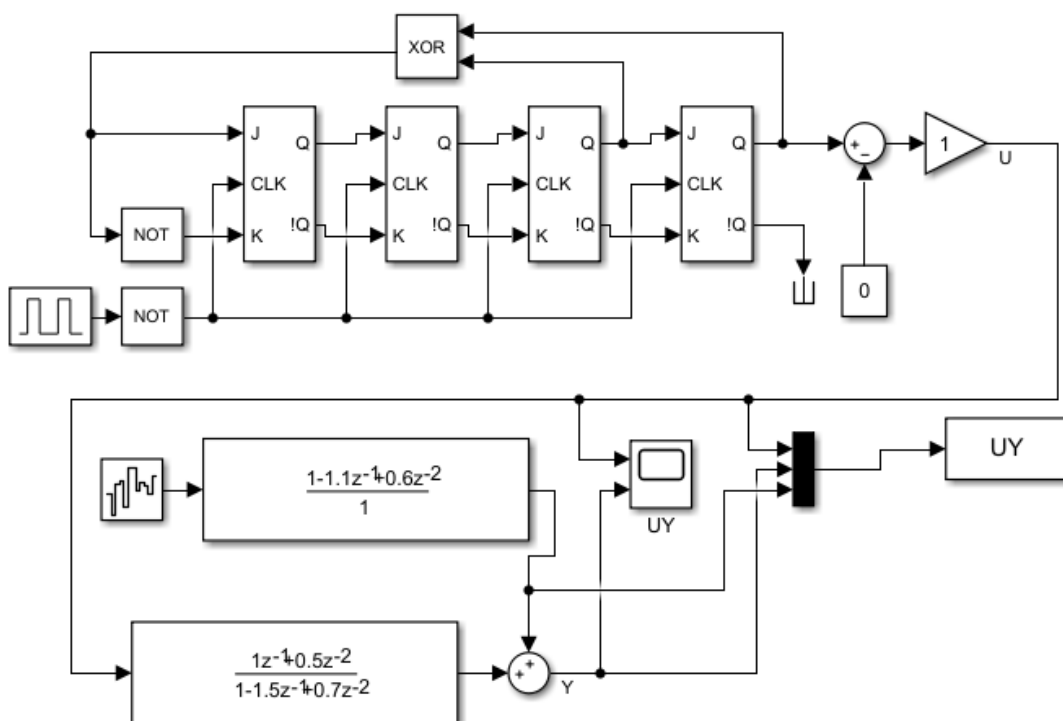 XOR
J Q J Q J Q J Q
1
U
CLK CLK CLK CLK
NOT
K !Q K !Q K !Q K !Q
0
NOT
1-1.1z-1+0.6z-2
1
UY
UY
1z-1+0.5z-2
1-1.5z-1+0.7z-2
Y